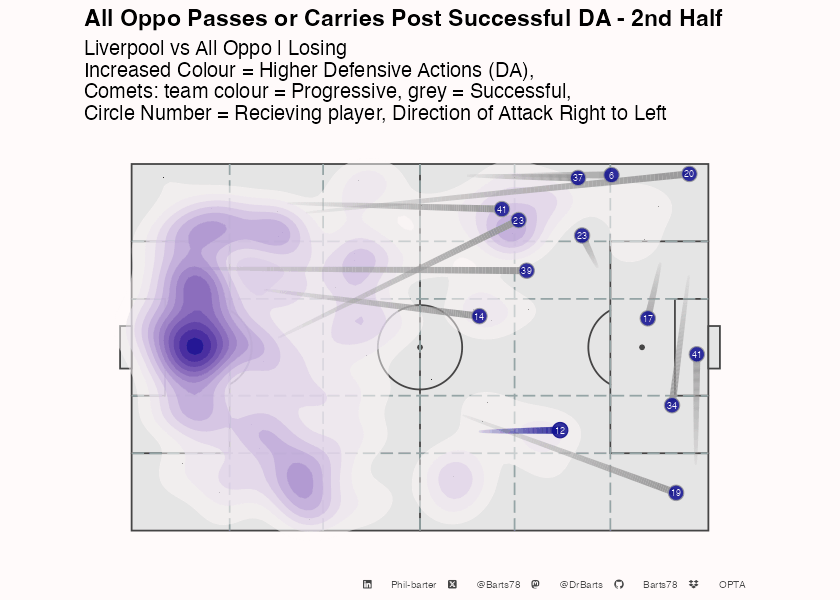 All Oppo Passes or Carries Post Successful DA - 2nd Half
Liverpool vs All Oppo | Losing
Increased Colour = Higher Defensive Actions (DA),
Comets: team colour = Progressive, grey = Successful,
Circle Number = Recieving player, Direction of Attack Right to Left
37 6 20
41
23
23
39
14
17
41
34
12
19
Phil-barter @Barts78 @DrBarts Barts78 OPTA